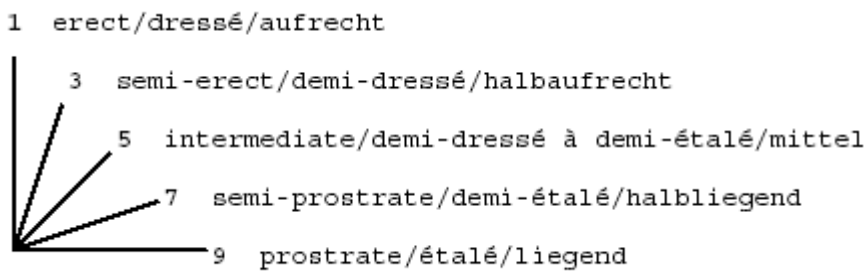 1 erect/dressé/aufrecht
3 semi-erect/demi-dressé/halbaufrecht
5 intermediate/demi-dressé à demi-étalé/mittel
7 semi-prostrate/demi-étalé/halbliegend
9 prostrate/étalé/liegend